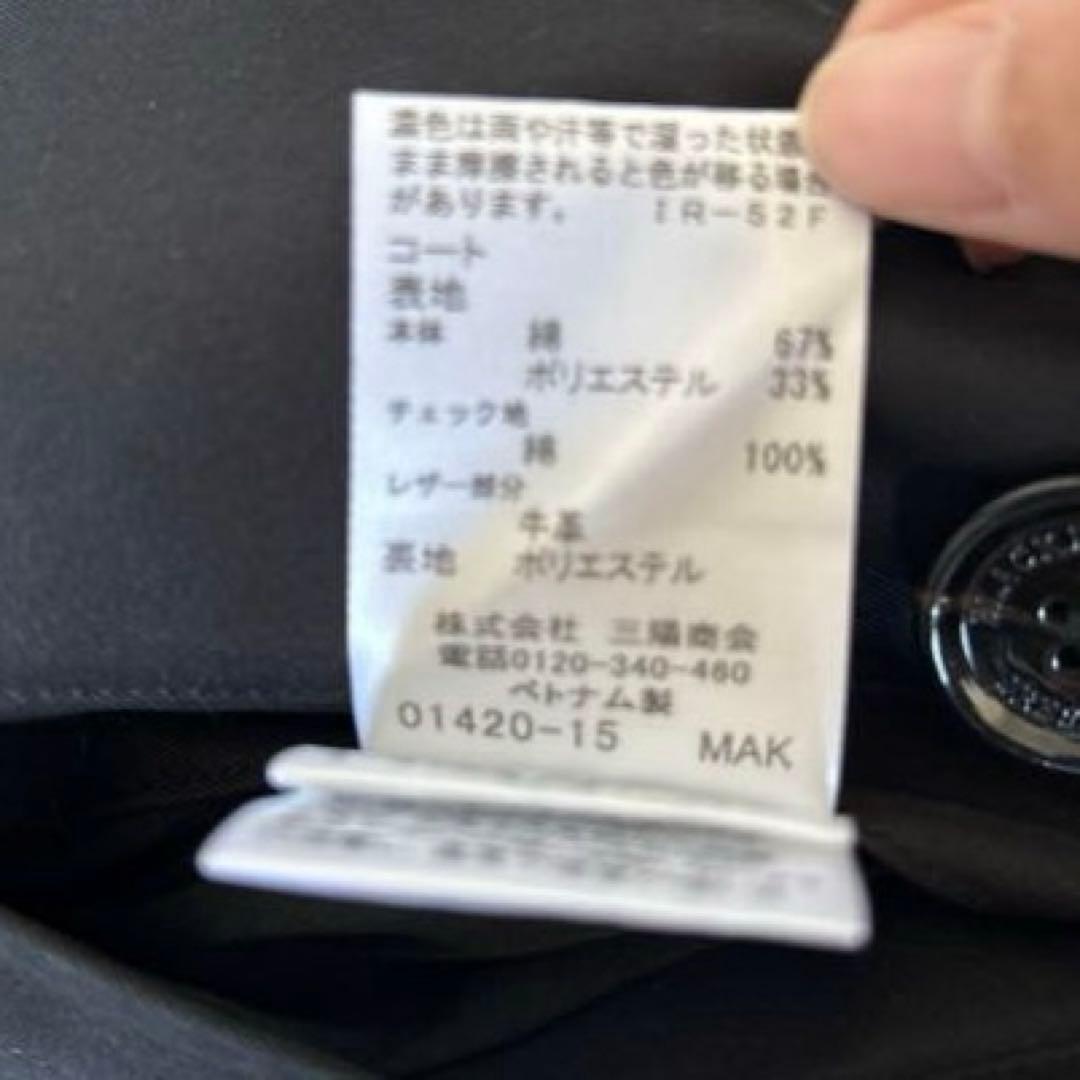 濃色は雨や汗等で湿った状態
まま摩擦されると色が移る場合
があります。 IR-52F
コート
表地
本体 綿 67%
ポリエステル 33%
チェック地
綿 100%
レザー部分
牛革
裏地 ポリエステル
株式会社 三陽商会
電話0120-340-460
ベトナム製
01420-15 MAK